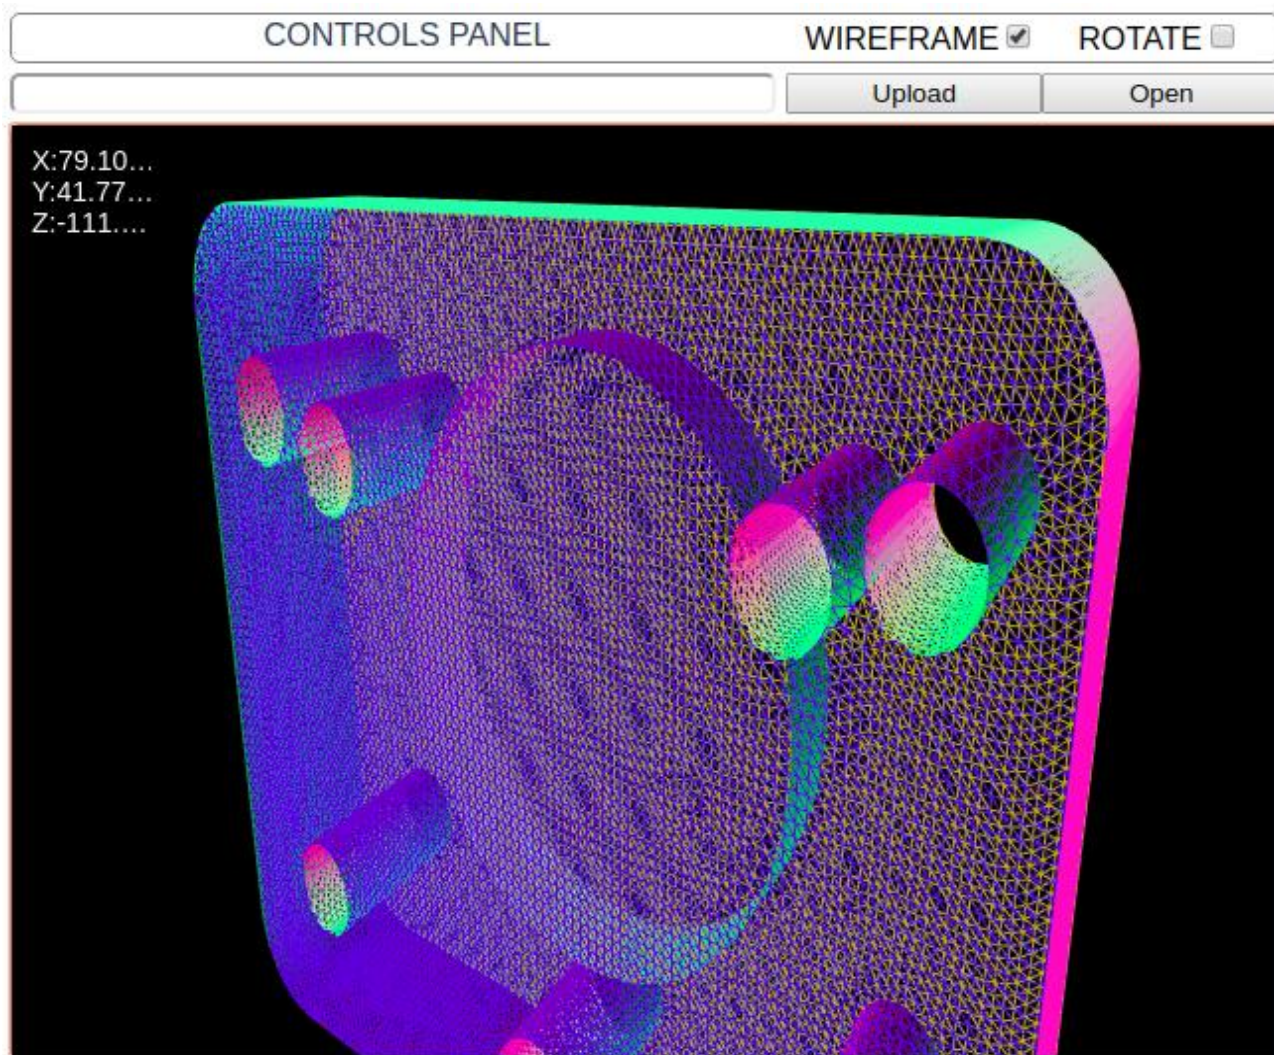 CONTROLS PANEL WIREFRAME ROTATE
Upload Open
X:79.10...
Y:41.77...
Z:-111....